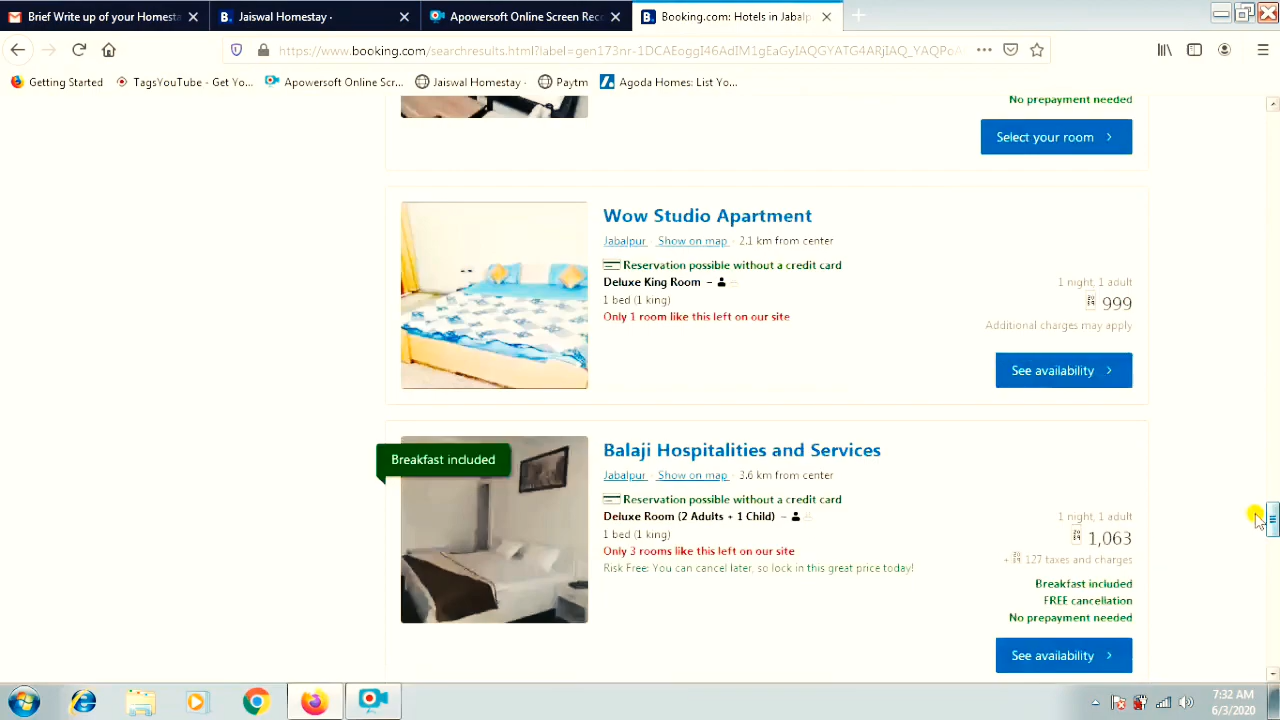 Brief Write up of your Homesta
Jaiswal Homestay ·
Apowersoft Online Screen Rec
Booking.com: Hotels in Jabalp
https://www.booking.com/searchresults.html?label=gen173nr-1DCAEoggI46AdIM1gEaGyIAQGYATG4ARjIAQ_YAQPoA
Getting Started
TagsYouTube - Get Yo...
Apowersoft Online Scr...
Jaiswal Homestay ·
Paytm
Agoda Homes: List Yo...
No prepayment needed
Select your room
Wow Studio Apartment
Jabalpur · Show on map · 2.1 km from center
Reservation possible without a credit card
Deluxe King Room –
1 night, 1 adult
1 bed (1 king)
999
Only 1 room like this left on our site
Additional charges may apply
See availability
Breakfast included
Balaji Hospitalities and Services
Jabalpur · Show on map · 3.6 km from center
Reservation possible without a credit card
Deluxe Room (2 Adults + 1 Child) –
1 night, 1 adult
1 bed (1 king)
1,063
Only 3 rooms like this left on our site
+ 127 taxes and charges
Risk Free: You can cancel later, so lock in this great price today!
Breakfast included
FREE cancellation
No prepayment needed
See availability
7:32 AM
6/3/2020